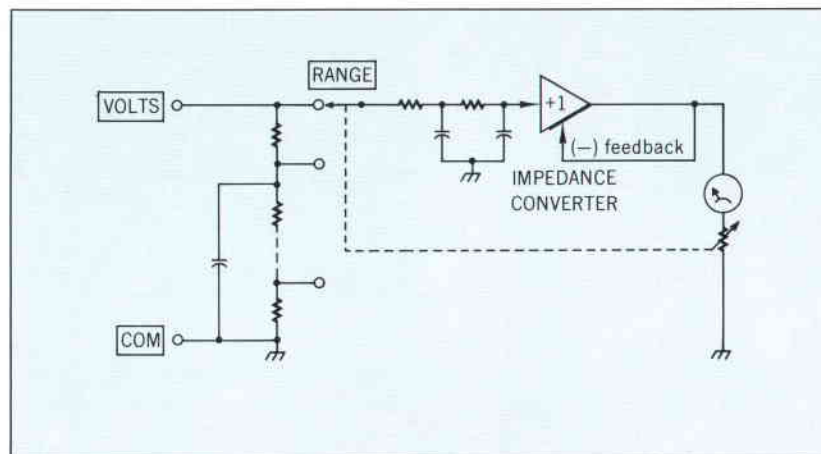 RANGE
VOLTS
+1
(—) feedback
IMPEDANCE
CONVERTER
COM